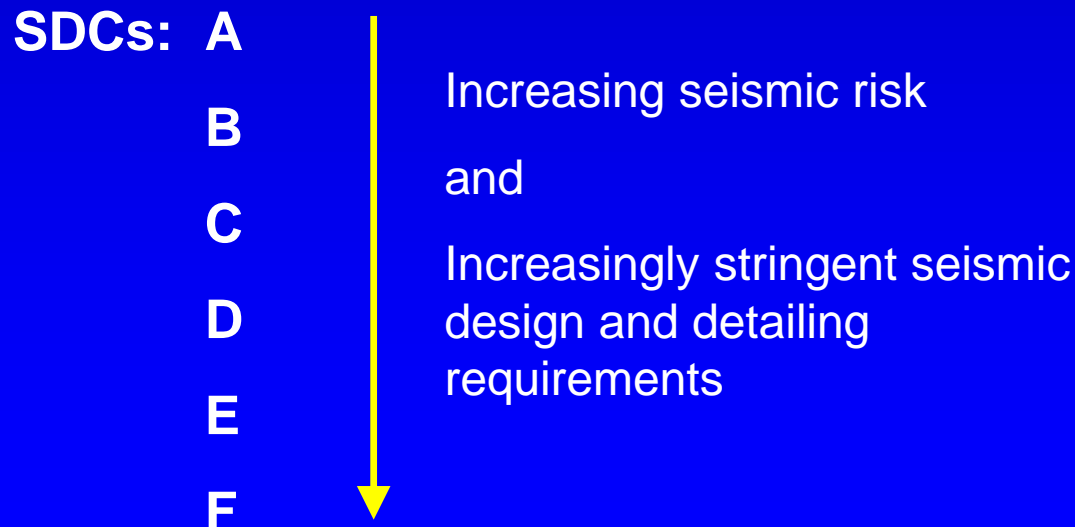 SDCs: A
B
C
D
E
F
Increasing seismic risk
and
Increasingly stringent seismic
design and detailing
requirements